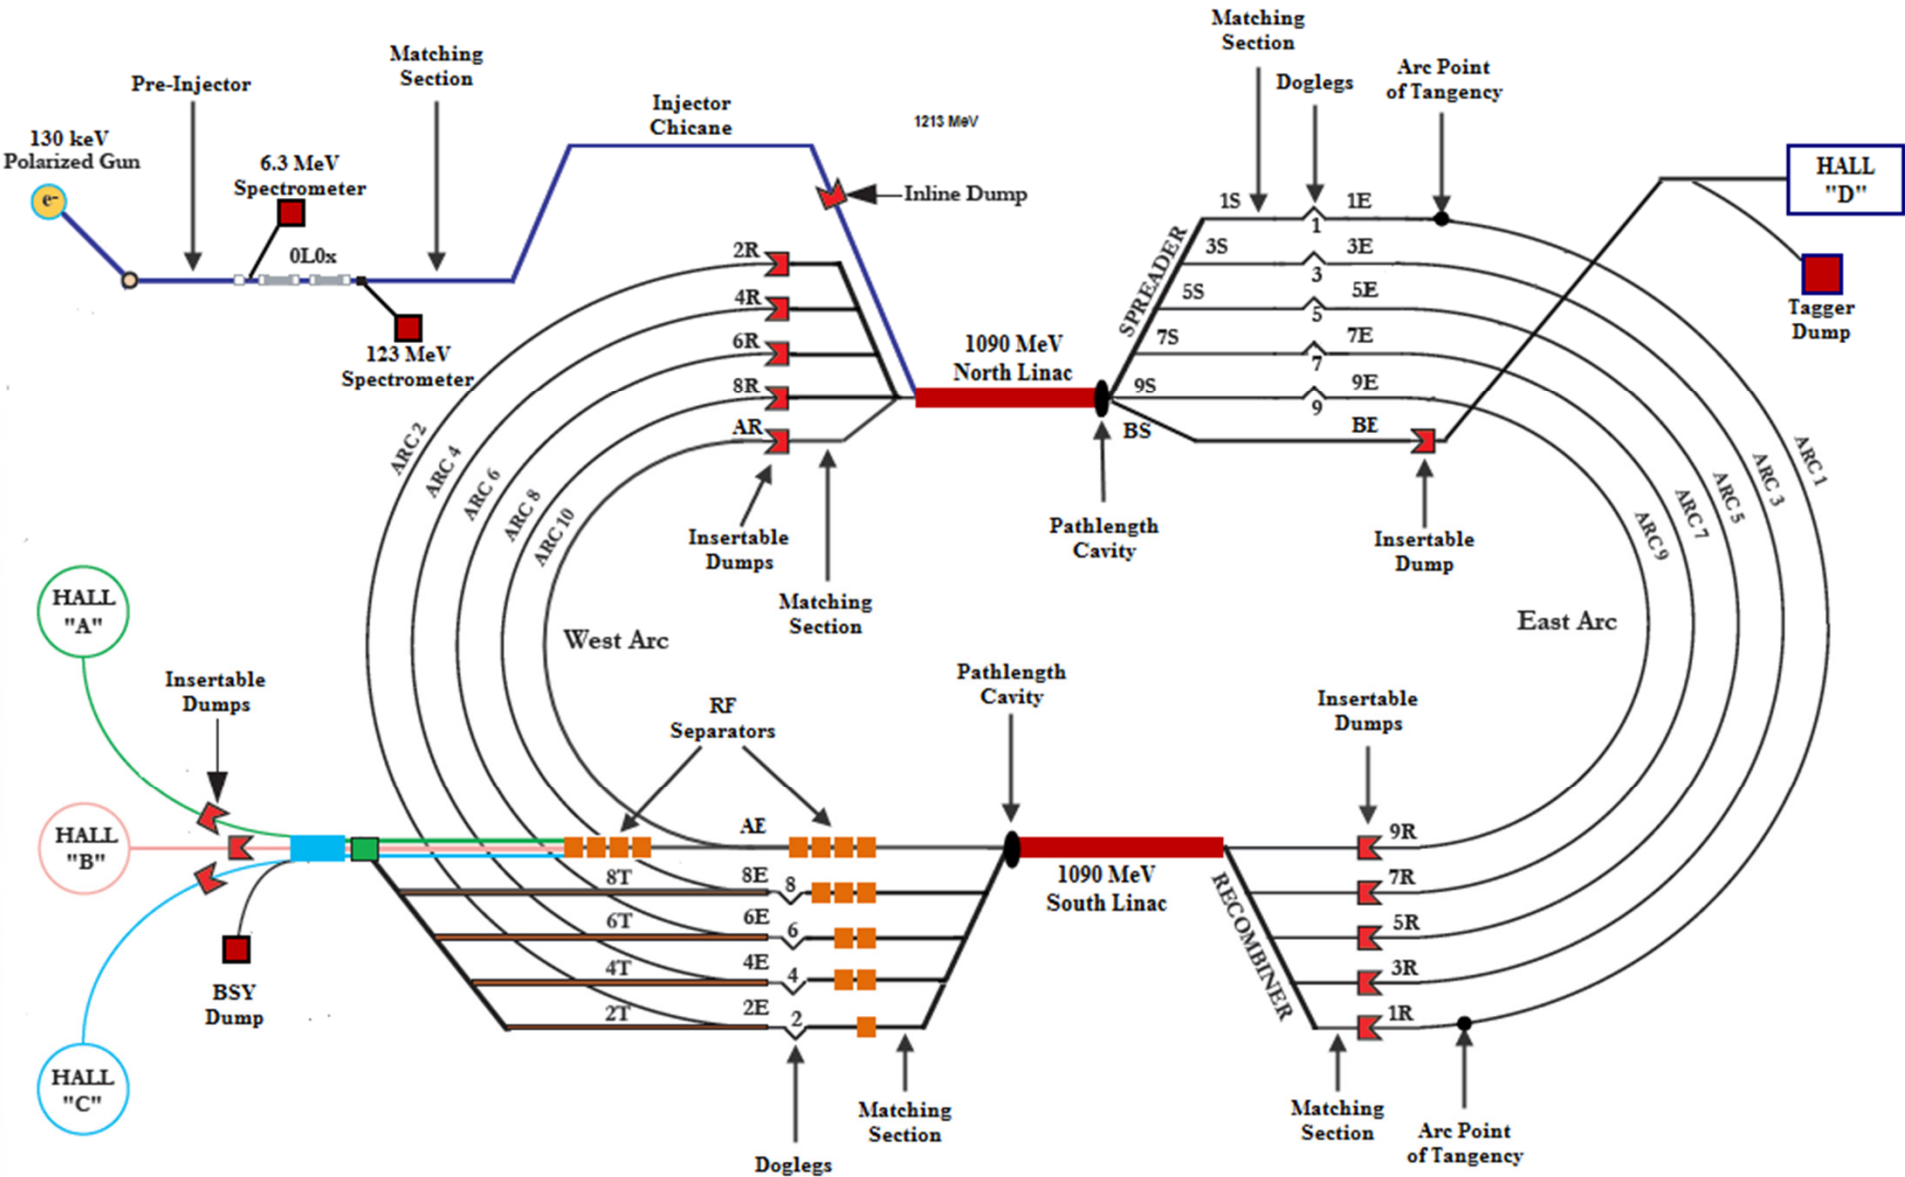 Matching
Section
Doglegs
Arc Point
of Tangency
Matching
Section
Pre-Injector
Injector
Chicane
1213 MeV
130 keV
Polarized Gun
e-
6.3 MeV
Spectrometer
0L0x
123 MeV
Spectrometer
Inline Dump
HALL
"D"
Tagger
Dump
1S
1
1E
3S
3
3E
5S
5
5E
7S
7
7E
9S
9
9E
BS
BE
SPREADER
2R
4R
6R
8R
AR
1090 MeV
North Linac
ARC 2
ARC 4
ARC 6
ARC 8
ARC 10
ARC 9
ARC 7
ARC 5
ARC 3
ARC 1
Insertable
Dumps
Matching
Section
Pathlength
Cavity
Insertable
Dump
HALL
"A"
West Arc
East Arc
Insertable
Dumps
RF
Separators
Pathlength
Cavity
Insertable
Dumps
HALL
"B"
AE
9R
8T
8E
8
1090 MeV
South Linac
7R
6T
6E
6
5R
4T
4E
4
3R
2T
2E
2
1R
RECOMBINER
BSY
Dump
HALL
"C"
Doglegs
Matching
Section
Matching
Section
Arc Point
of Tangency